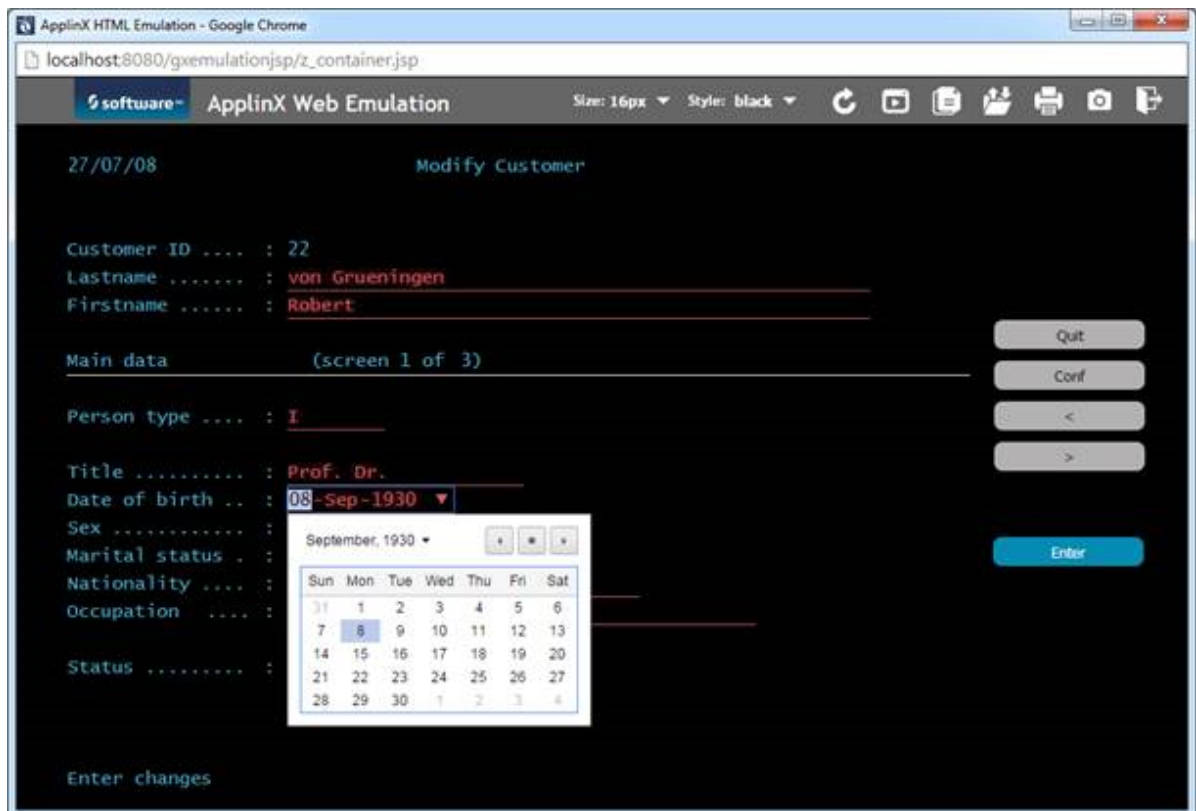 ApplinX HTML Emulation - Google Chrome
localhost:8080/gxemulationjsp/z_container.jsp
software AG ApplinX Web Emulation Size: 16px Style: black
27/07/08 Modify Customer
Customer ID .... : 22
Lastname ....... : von Grueningen
Firstname ...... : Robert
Quit
Main data (screen 1 of 3)
Conf
Person type .... : I
<
>
Title .......... : Prof. Dr.
Date of birth .. : 08-Sep-1930
Sex ............ :
Marital status . :
Nationality .... :
Occupation .... :
Status ......... :
September, 1930
Sun Mon Tue Wed Thu Fri Sat
31 1 2 3 4 5 6
7 8 9 10 11 12 13
14 15 16 17 18 19 20
21 22 23 24 25 26 27
28 29 30 1 2 3 4
Enter
Enter changes